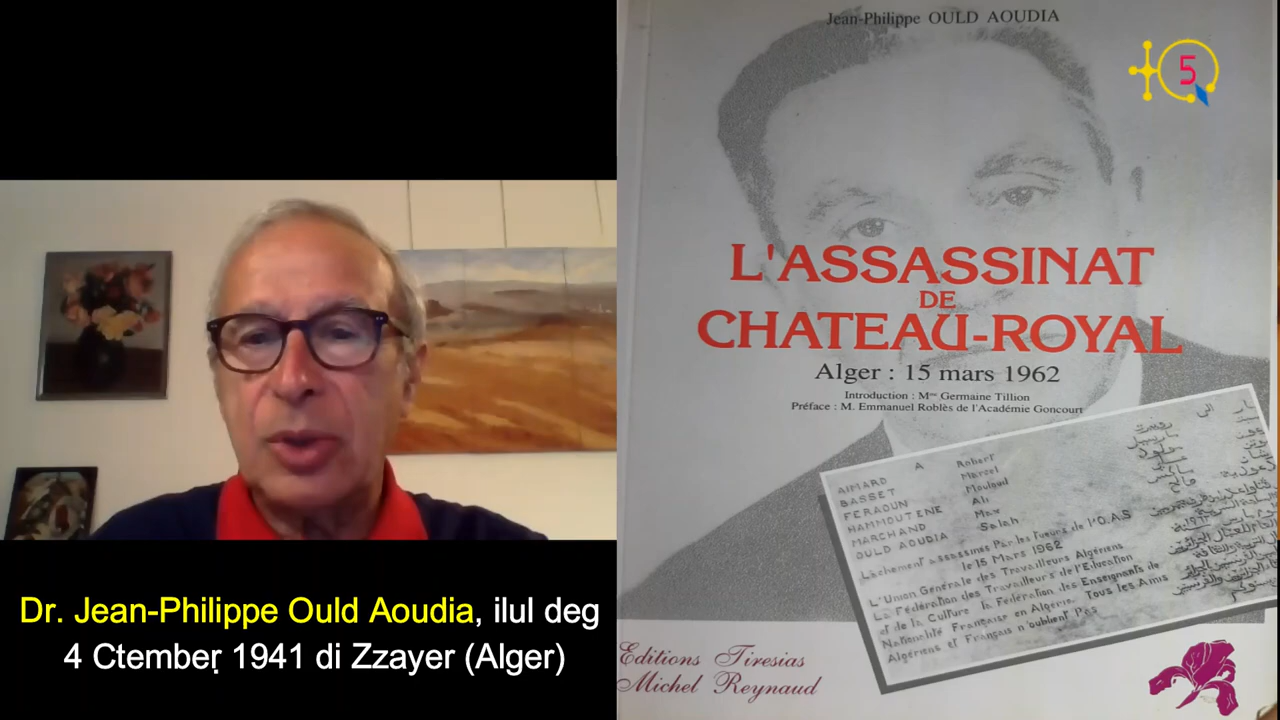 Dr. Jean-Philippe Ould Aoudia, ilul deg
4 Ctembeṛ 1941 di Zzayer (Alger)
Jean-Philippe OULD AOUDIA
5
L'ASSASSINAT
DE
CHATEAU-ROYAL
Alger : 15 mars 1962
Introduction : Mme Germaine Tillion
Préface : M. Emmanuel Roblès de l'Académie Goncourt
A
AIMARD Robert
BASSET Marcel
FERAOUN Mouloud
HAMMOUTENE Ali
MARCHAND Max
OULD AOUDIA Salah
Lâchement assassinés Par les tueurs de l'O.A.S
le 15 Mars 1962
L'Union Générale des Travailleurs Algériens
La Fédération des Travailleurs de l'Education
et de la Culture la Fédération des Enseignants de
Nationalité Française en Algérie. Tous les Amis
Algériens et Français n'oublient Pas
Editions Tiresias
Michel Reynaud